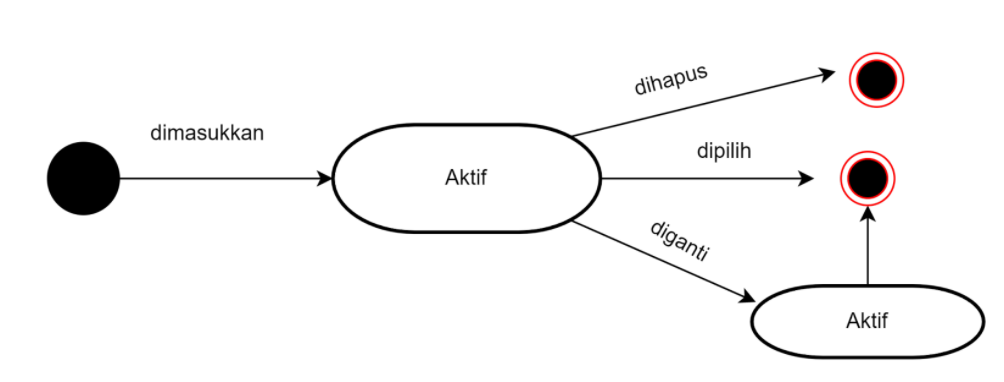 dimasukkan
Aktif
dihapus
dipilih
diganti
Aktif